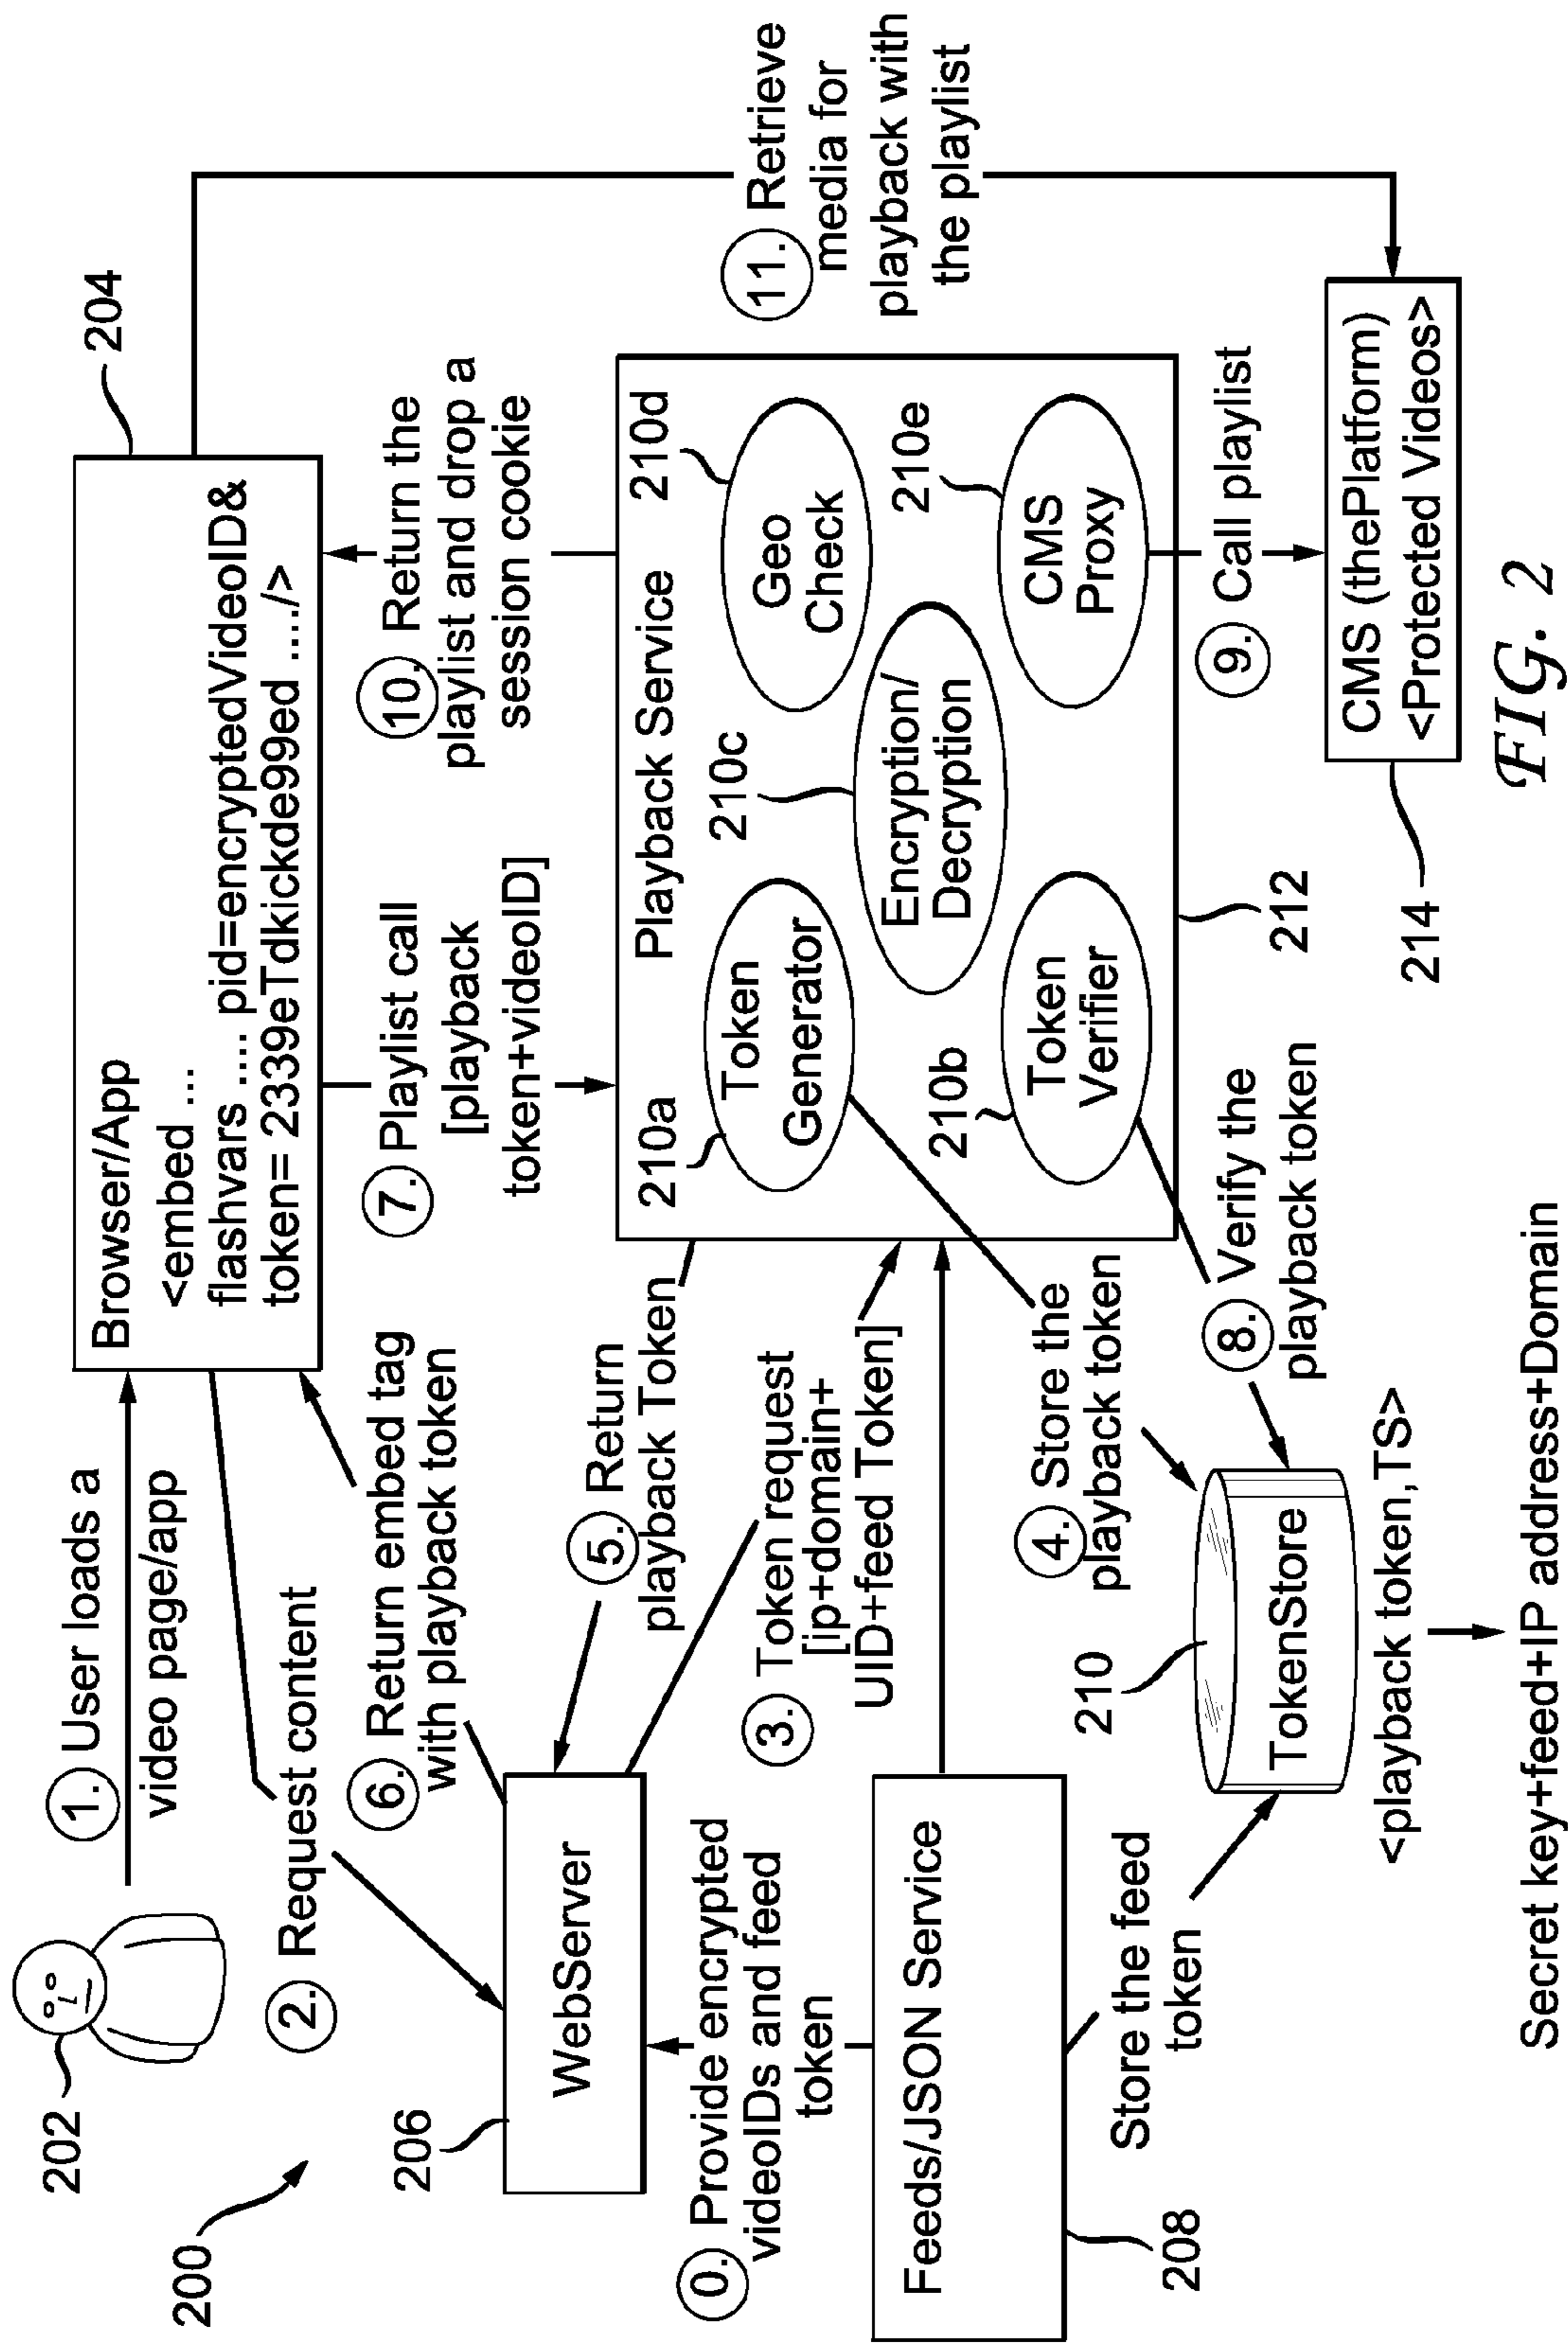 200
202
1. User loads a
video page/app
204
Browser/App
<embed ...
flashvars .... pid=encryptedVideoID&
token= 2339eTdkickde99ed ..../>
2. Request content
6. Return embed tag
with playback token
7. Playlist call
[playback
token+videoID]
10. Return the
playlist and drop a
session cookie
11. Retrieve
media for
playback with
the playlist
206
WebServer
5. Return
playback Token
0. Provide encrypted
videoIDs and feed
token
3. Token request
[ip+domain+
UID+feed Token]
Playback Service
210a
Token
Generator
210b
Token
Verifier
210c
Encryption/
Decryption
210d
Geo
Check
210e
CMS
Proxy
212
Feeds/JSON Service
208
Store the feed
token
4. Store the
playback token
8. Verify the
playback token
9. Call playlist
210
TokenStore
<playback token,TS>
Secret key+feed+IP address+Domain
214
CMS (thePlatform)
<Protected Videos>
FIG. 2